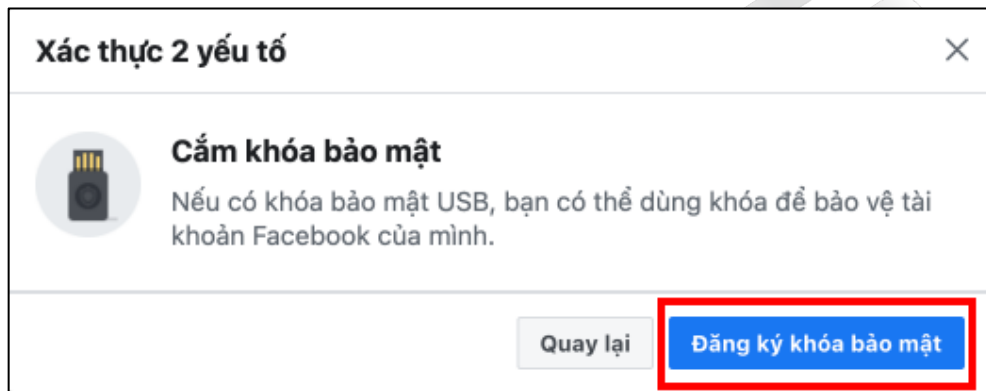 Xác thực 2 yếu tố
Cắm khóa bảo mật
Nếu có khóa bảo mật USB, bạn có thể dùng khóa để bảo vệ tài
khoản Facebook của mình.
Quay lại
Đăng ký khóa bảo mật